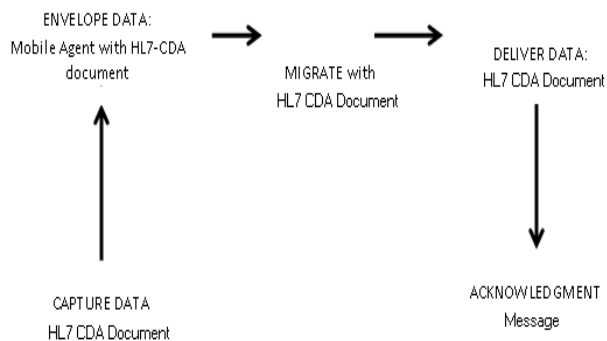 ENVELOPE DATA:
Mobile Agent with HL7-CDA
document
MIGRATE with
HL7 CDA Document
DELIVER DATA:
HL7 CDA Document
CAPTURE DATA
HL7 CDA Document
ACKNOWLEDGMENT
Message